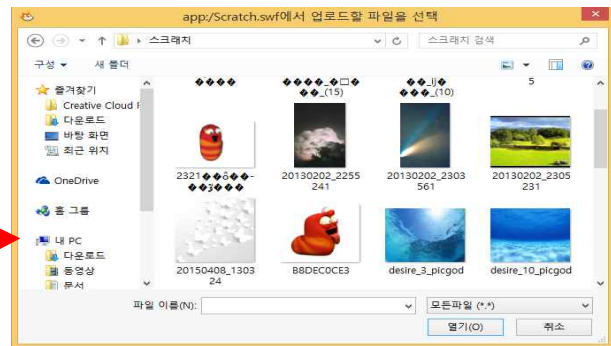 app:/Scratch.swf에서 업로드할 파일을 선택
스크래치
스크래치 검색
구성
새 폴더
즐겨찾기
Creative Cloud F
다운로드
바탕 화면
최근 위치
OneDrive
홈 그룹
내 PC
다운로드
동영상
문서
����
����_�□�
��_(15)
��_ij�
���_(10)
5
2321��ȭ��-
��ʒ���
20130202_2255
241
20130202_2303
561
20130202_2305
231
20150408_1303
24
B8DEC0CE3
desire_3_picgod
desire_10_picgod
파일 이름(N):
모든파일 (*.*)
열기(O)
취소